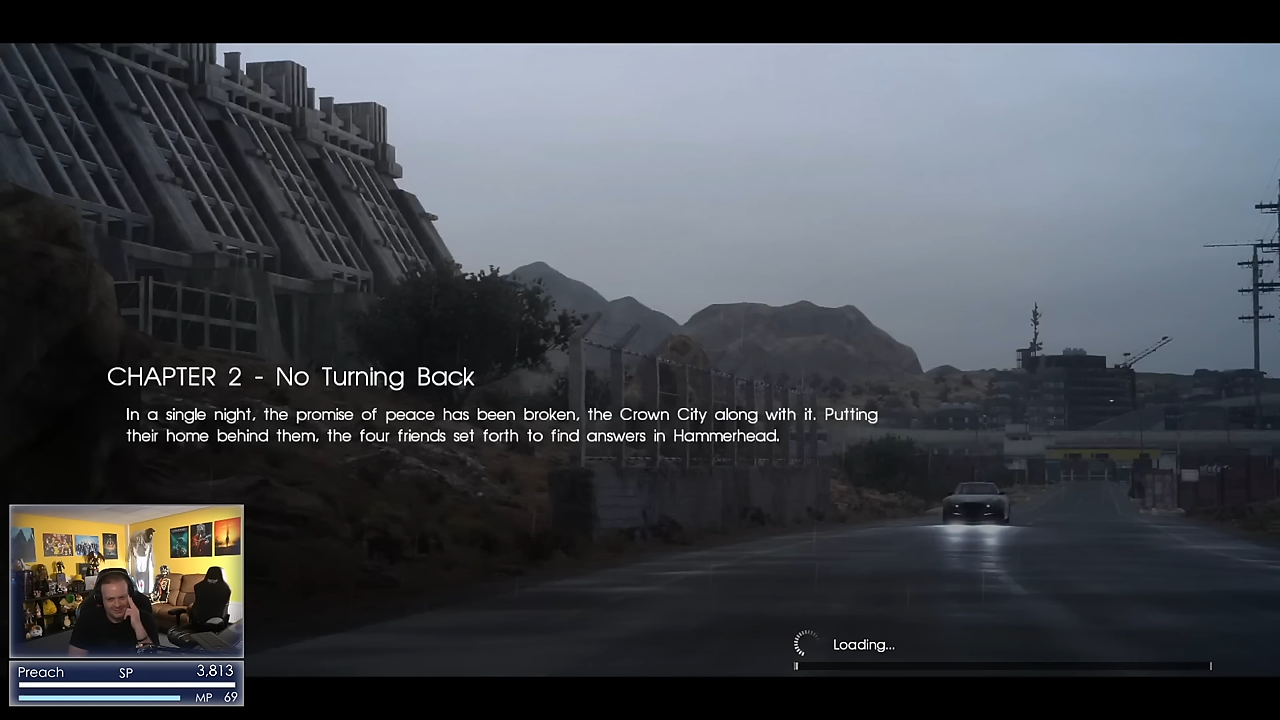 CHAPTER 2 - No Turning Back
In a single night, the promise of peace has been broken, the Crown City along with it. Putting
their home behind them, the four friends set forth to find answers in Hammerhead.
Loading...
Preach SP 3,813
MP 69